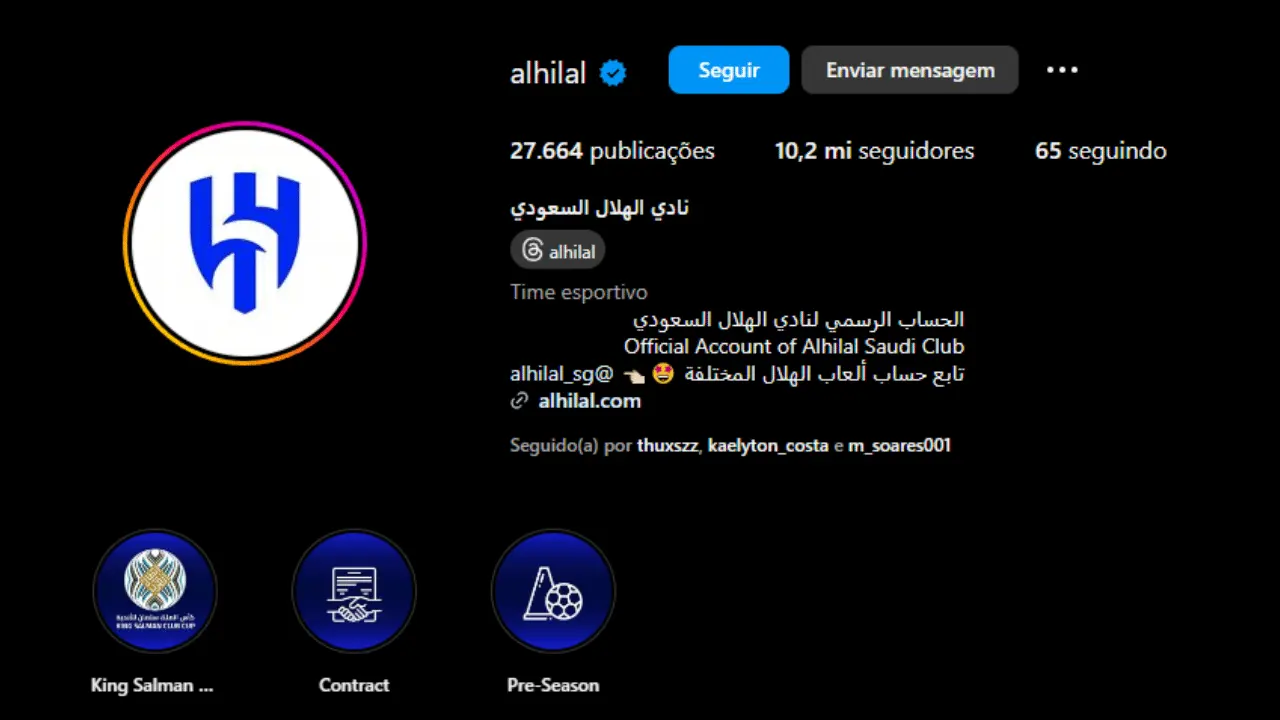 alhilal Seguir Enviar mensagem
27.664 publicações 10,2 mi seguidores 65 seguindo
نادي الهلال السعودي
alhilal
Time esportivo
الحساب الرسمي لنادي الهلال السعودي
Official Account of Alhilal Saudi Club
تابع حساب ألعاب الهلال المختلفة 🤩 👈🏼 @alhilal_sg
alhilal.com
Seguido(a) por thuxszz, kaelyton_costa e m_soares001
كأس الملك سلمان للأندية
KING SALMAN CLUB CUP
King Salman ... Contract Pre-Season